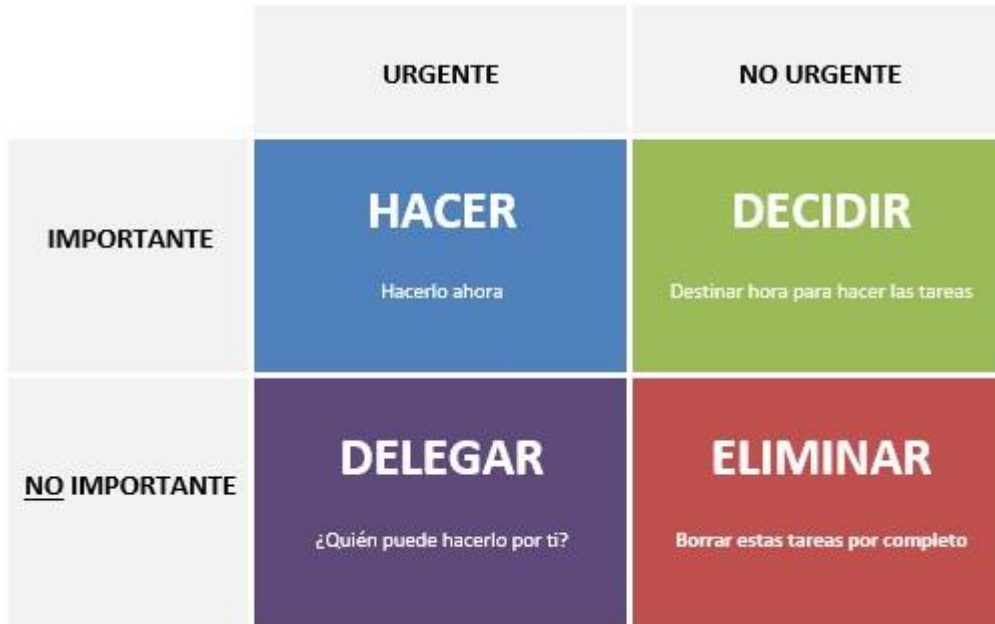 URGENTE
NO URGENTE
IMPORTANTE
HACER
Hacerlo ahora
DECIDIR
Destinar hora para hacer las tareas
NO IMPORTANTE
DELEGAR
¿Quién puede hacerlo por ti?
ELIMINAR
Borrar estas tareas por completo